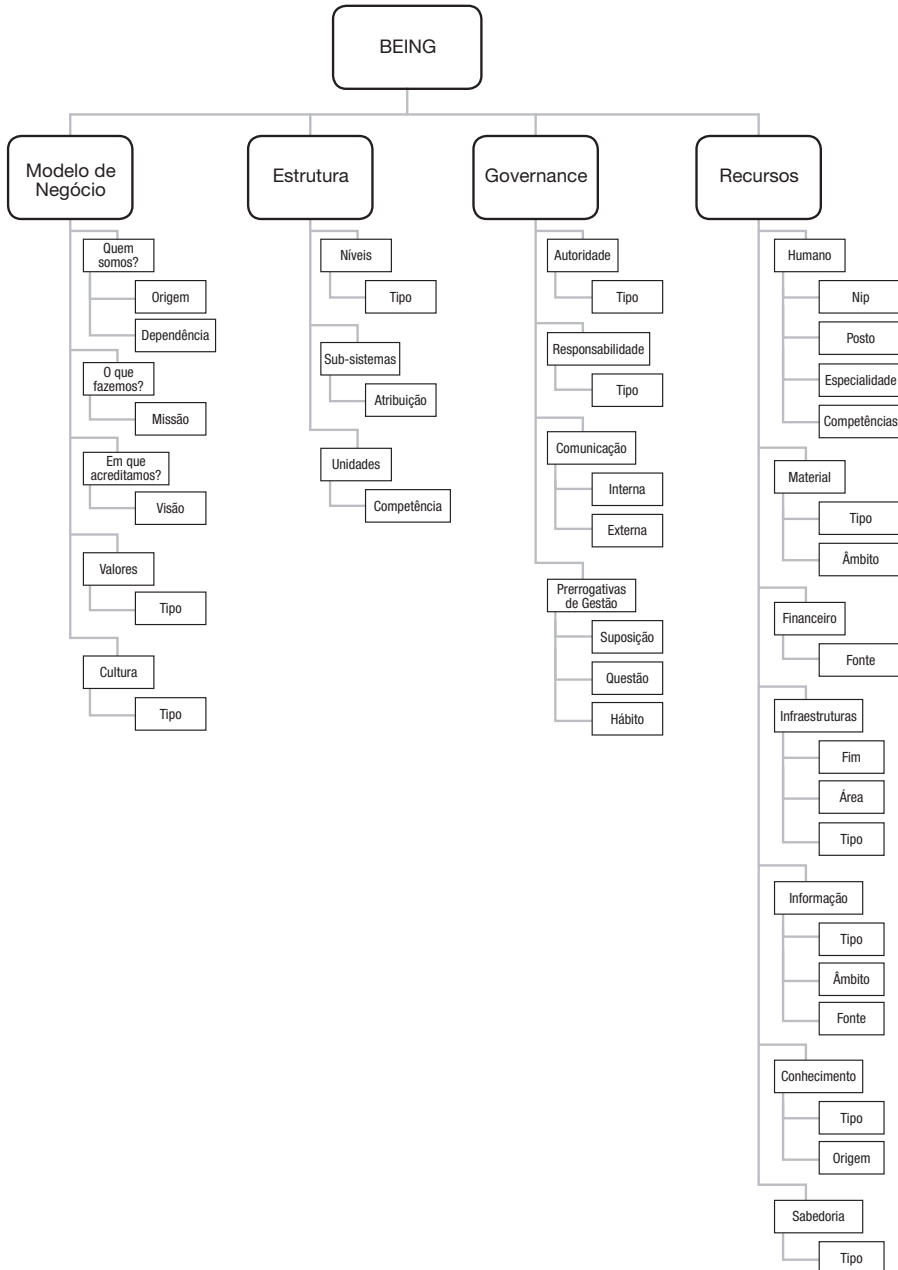 BEING
Modelo de
Negócio
Quem
somos?
Origem
Dependência
O que
fazemos?
Missão
Em que
acreditamos?
Visão
Valores
Tipo
Cultura
Tipo
Estrutura
Níveis
Tipo
Sub-sistemas
Atribuição
Unidades
Competência
Governance
Autoridade
Tipo
Responsabilidade
Tipo
Comunicação
Interna
Externa
Prerrogativas
de Gestão
Suposição
Questão
Hábito
Recursos
Humano
Nip
Posto
Especialidade
Competências
Material
Tipo
Âmbito
Financeiro
Fonte
Infraestruturas
Fim
Área
Tipo
Informação
Tipo
Âmbito
Fonte
Conhecimento
Tipo
Origem
Sabedoria
Tipo